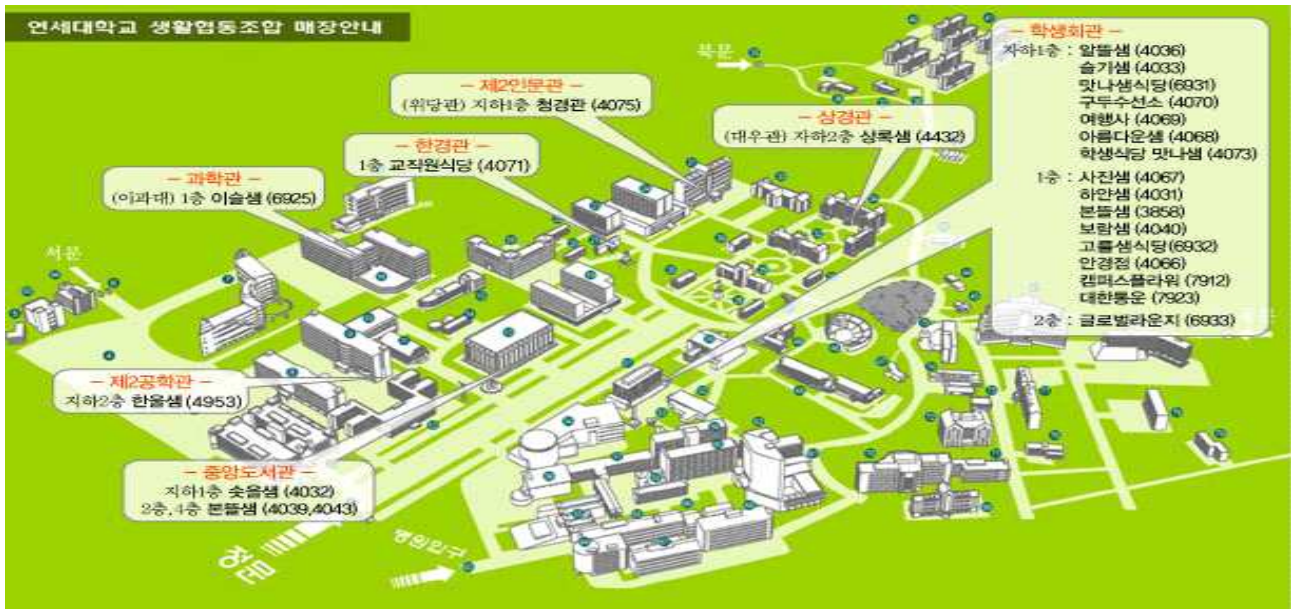 연세대학교 생활협동조합 매장안내
북문
- 학생회관 -
지하1층 : 알뜰샘 (4036)
슬기샘 (4033)
맛나샘식당(6931)
구두수선소 (4070)
여행사 (4069)
아름다운샘 (4068)
학생식당 맛나샘 (4073)
1층 : 사진샘 (4067)
하얀샘 (4031)
본뜰샘 (3858)
보람샘 (4040)
고를샘식당(6932)
안경점 (4066)
캠퍼스플라워 (7912)
대한통운 (7923)
2층 : 글로벌라운지 (6933)
- 제2인문관 -
(위당관) 지하1층 청경관 (4075)
- 상경관 -
(대우관) 지하2층 상록샘 (4432)
- 한경관 -
1층 교직원식당 (4071)
- 과학관 -
(이과대) 1층 이슬샘 (6925)
서문
- 제2공학관 -
지하2층 한울샘 (4953)
- 중앙도서관 -
지하1층 솟을샘 (4032)
2층, 4층 본뜰샘 (4039,4043)
정문
병원입구